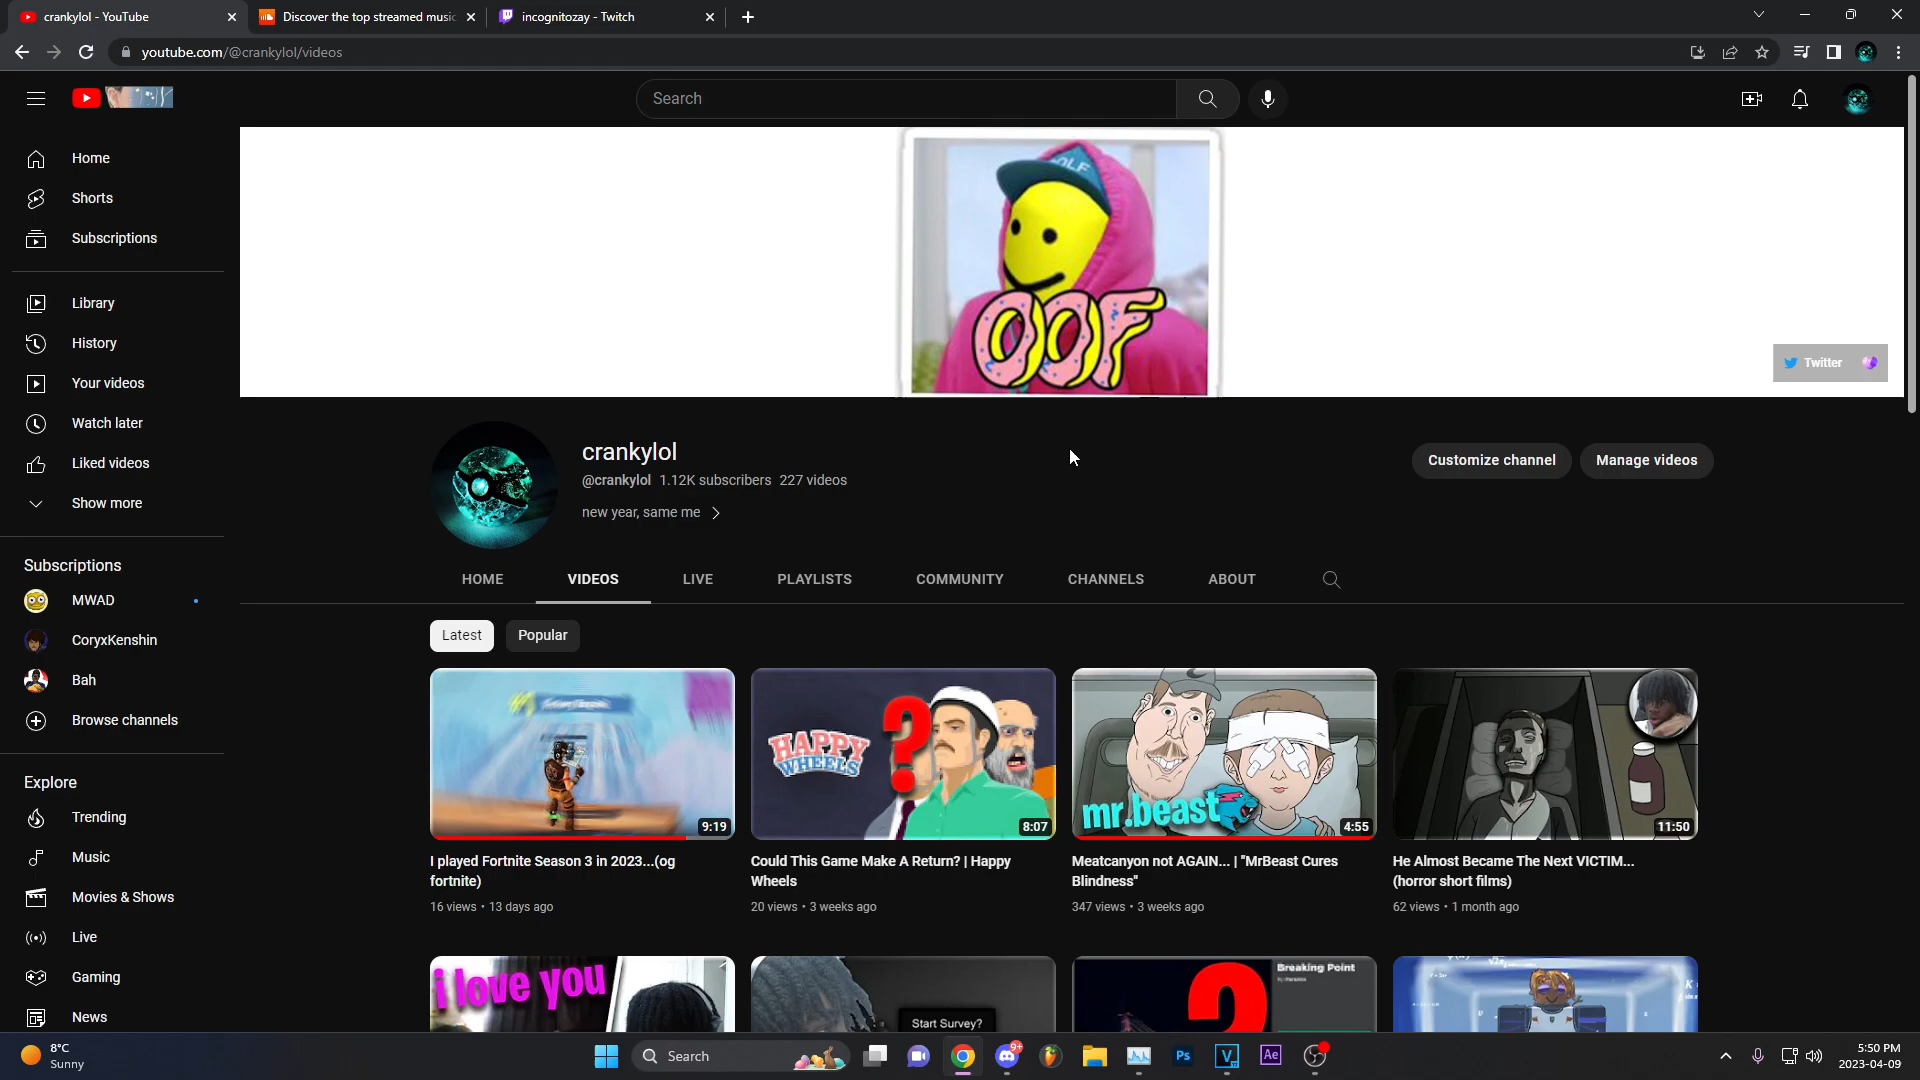 crankylol - YouTube
Discover the top streamed music
incognitozay - Twitch
youtube.com/@crankylol/videos
Search
Home
Shorts
Subscriptions
Library
History
Your videos
Watch later
Liked videos
Show more
Subscriptions
MWAD
CoryxKenshin
Bah
Browse channels
Explore
Trending
Music
Movies & Shows
Live
Gaming
News
OOF
Twitter
crankylol
@crankylol 1.12K subscribers 227 videos
new year, same me
Customize channel
Manage videos
HOME
VIDEOS
LIVE
PLAYLISTS
COMMUNITY
CHANNELS
ABOUT
Latest
Popular
9:19
HAPPY
WHEELS
?
8:07
mr.beast
4:55
11:50
I played Fortnite Season 3 in 2023...(og
fortnite)
16 views • 13 days ago
Could This Game Make A Return? | Happy
Wheels
20 views • 3 weeks ago
Meatcanyon not AGAIN... | "MrBeast Cures
Blindness"
347 views • 3 weeks ago
He Almost Became The Next VICTIM...
(horror short films)
62 views • 1 month ago
i love you
Start Survey?
?
Breaking Point
8°C
Sunny
Search
9+
Ps
V
Ae
5:50 PM
2023-04-09